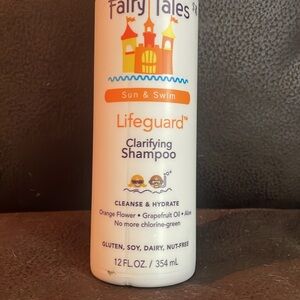 Fairy Tales
Sun & Swim
Lifeguard™
Clarifying
Shampoo
CLEANSE & HYDRATE
Orange Flower • Grapefruit Oil • Aloe
No more chlorine-green
GLUTEN, SOY, DAIRY, NUT-FREE
12 FL.OZ. / 354 mL